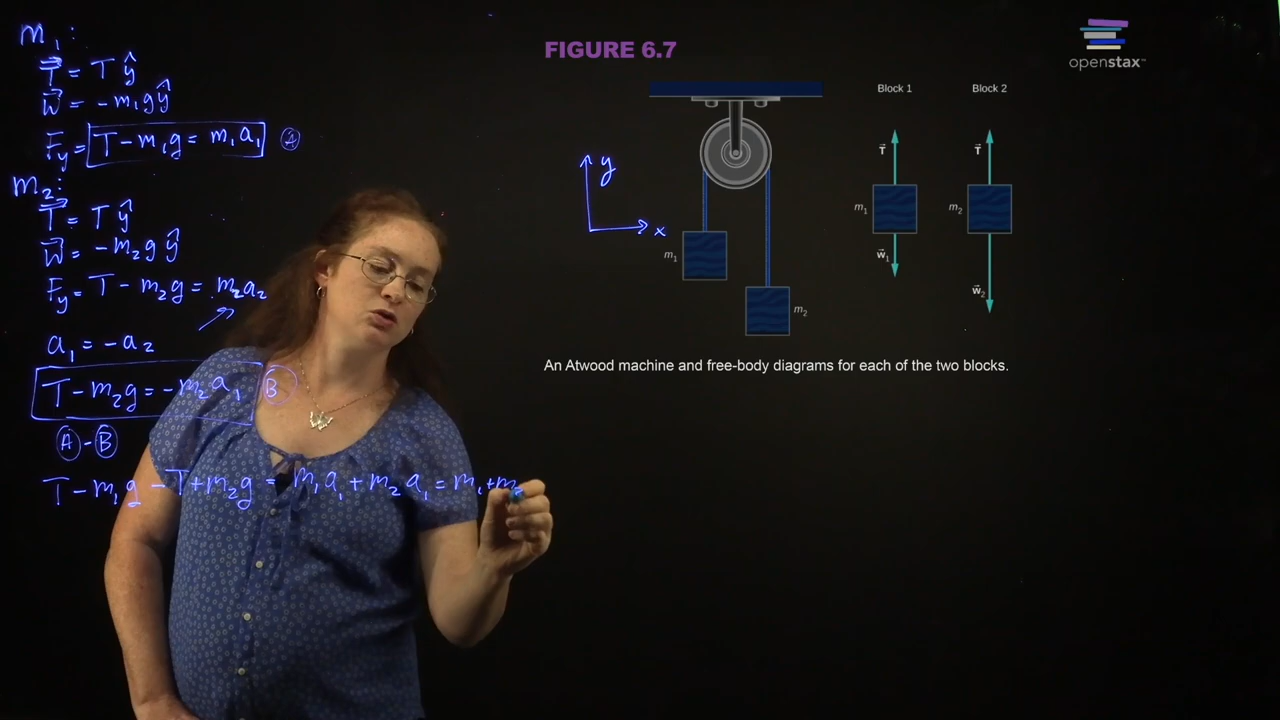 m₁:
T⃗ = T ŷ
w⃗ = -m₁g ŷ
Fy = T - m₁g = m₁a₁ Ⓐ
m₂:
T⃗ = T ŷ
w⃗ = -m₂g ŷ
Fy = T - m₂g = m₂a₂
a₁ = -a₂
T - m₂g = -m₂a₁ Ⓑ
Ⓐ - Ⓑ
T - m₁g - T + m₂g = m₁a₁ + m₂a₁ = m₁+m₂
FIGURE 6.7
openstax™
y
x
m₁
m₂
Block 1
T⃗
m₁
w⃗₁
Block 2
T⃗
m₂
w⃗₂
An Atwood machine and free-body diagrams for each of the two blocks.